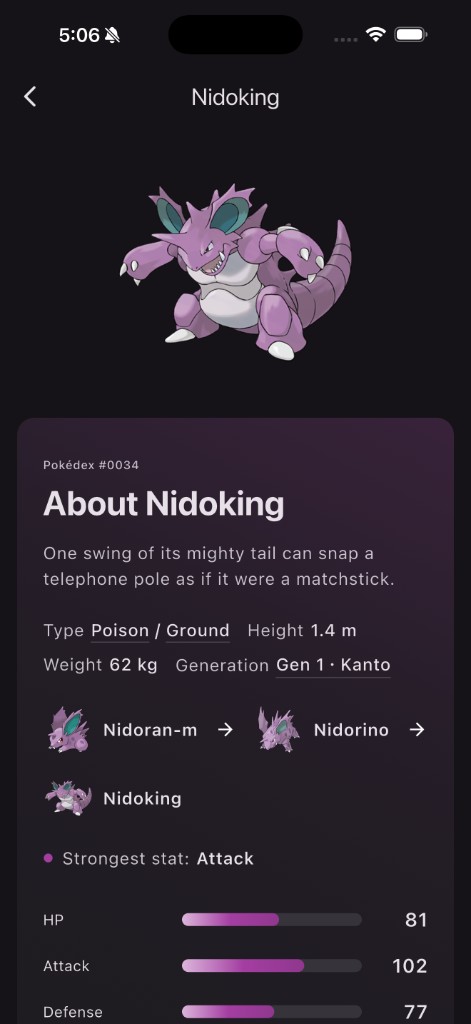 5:06
Nidoking
Pokédex #0034
About Nidoking
One swing of its mighty tail can snap a
telephone pole as if it were a matchstick.
Type Poison / Ground Height 1.4 m
Weight 62 kg Generation Gen 1 · Kanto
Nidoran-m → Nidorino →
Nidoking
Strongest stat: Attack
HP 81
Attack 102
Defense 77